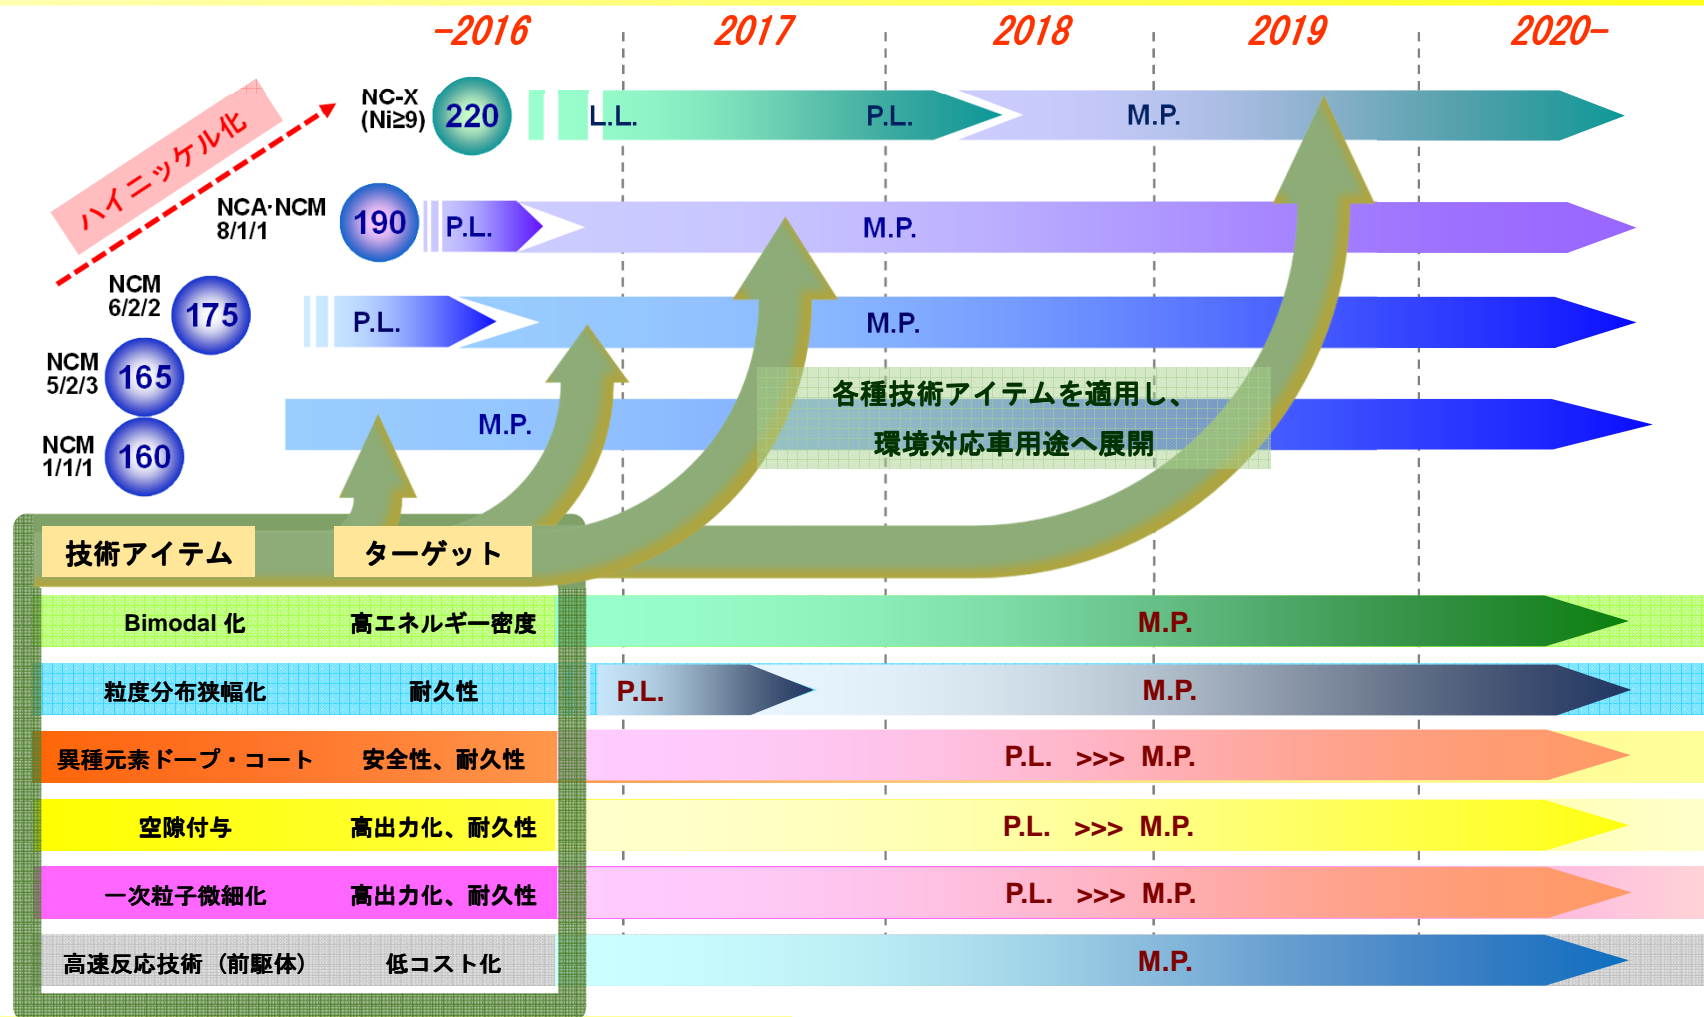 -2016
2017
2018
2019
2020-
ハイニッケル化
NC-X
(Ni≥9)
220
L.L.
P.L.
M.P.
NCA·NCM
8/1/1
190
P.L.
M.P.
NCM
6/2/2
175
P.L.
M.P.
NCM
5/2/3
165
NCM
1/1/1
160
M.P.
各種技術アイテムを適用し、
環境対応車用途へ展開
技術アイテム
ターゲット
Bimodal 化
高エネルギー密度
M.P.
粒度分布狭幅化
耐久性
P.L.
M.P.
異種元素ドープ・コート
安全性、耐久性
P.L. >>> M.P.
空隙付与
高出力化、耐久性
P.L. >>> M.P.
一次粒子微細化
高出力化、耐久性
P.L. >>> M.P.
高速反応技術（前駆体）
低コスト化
M.P.